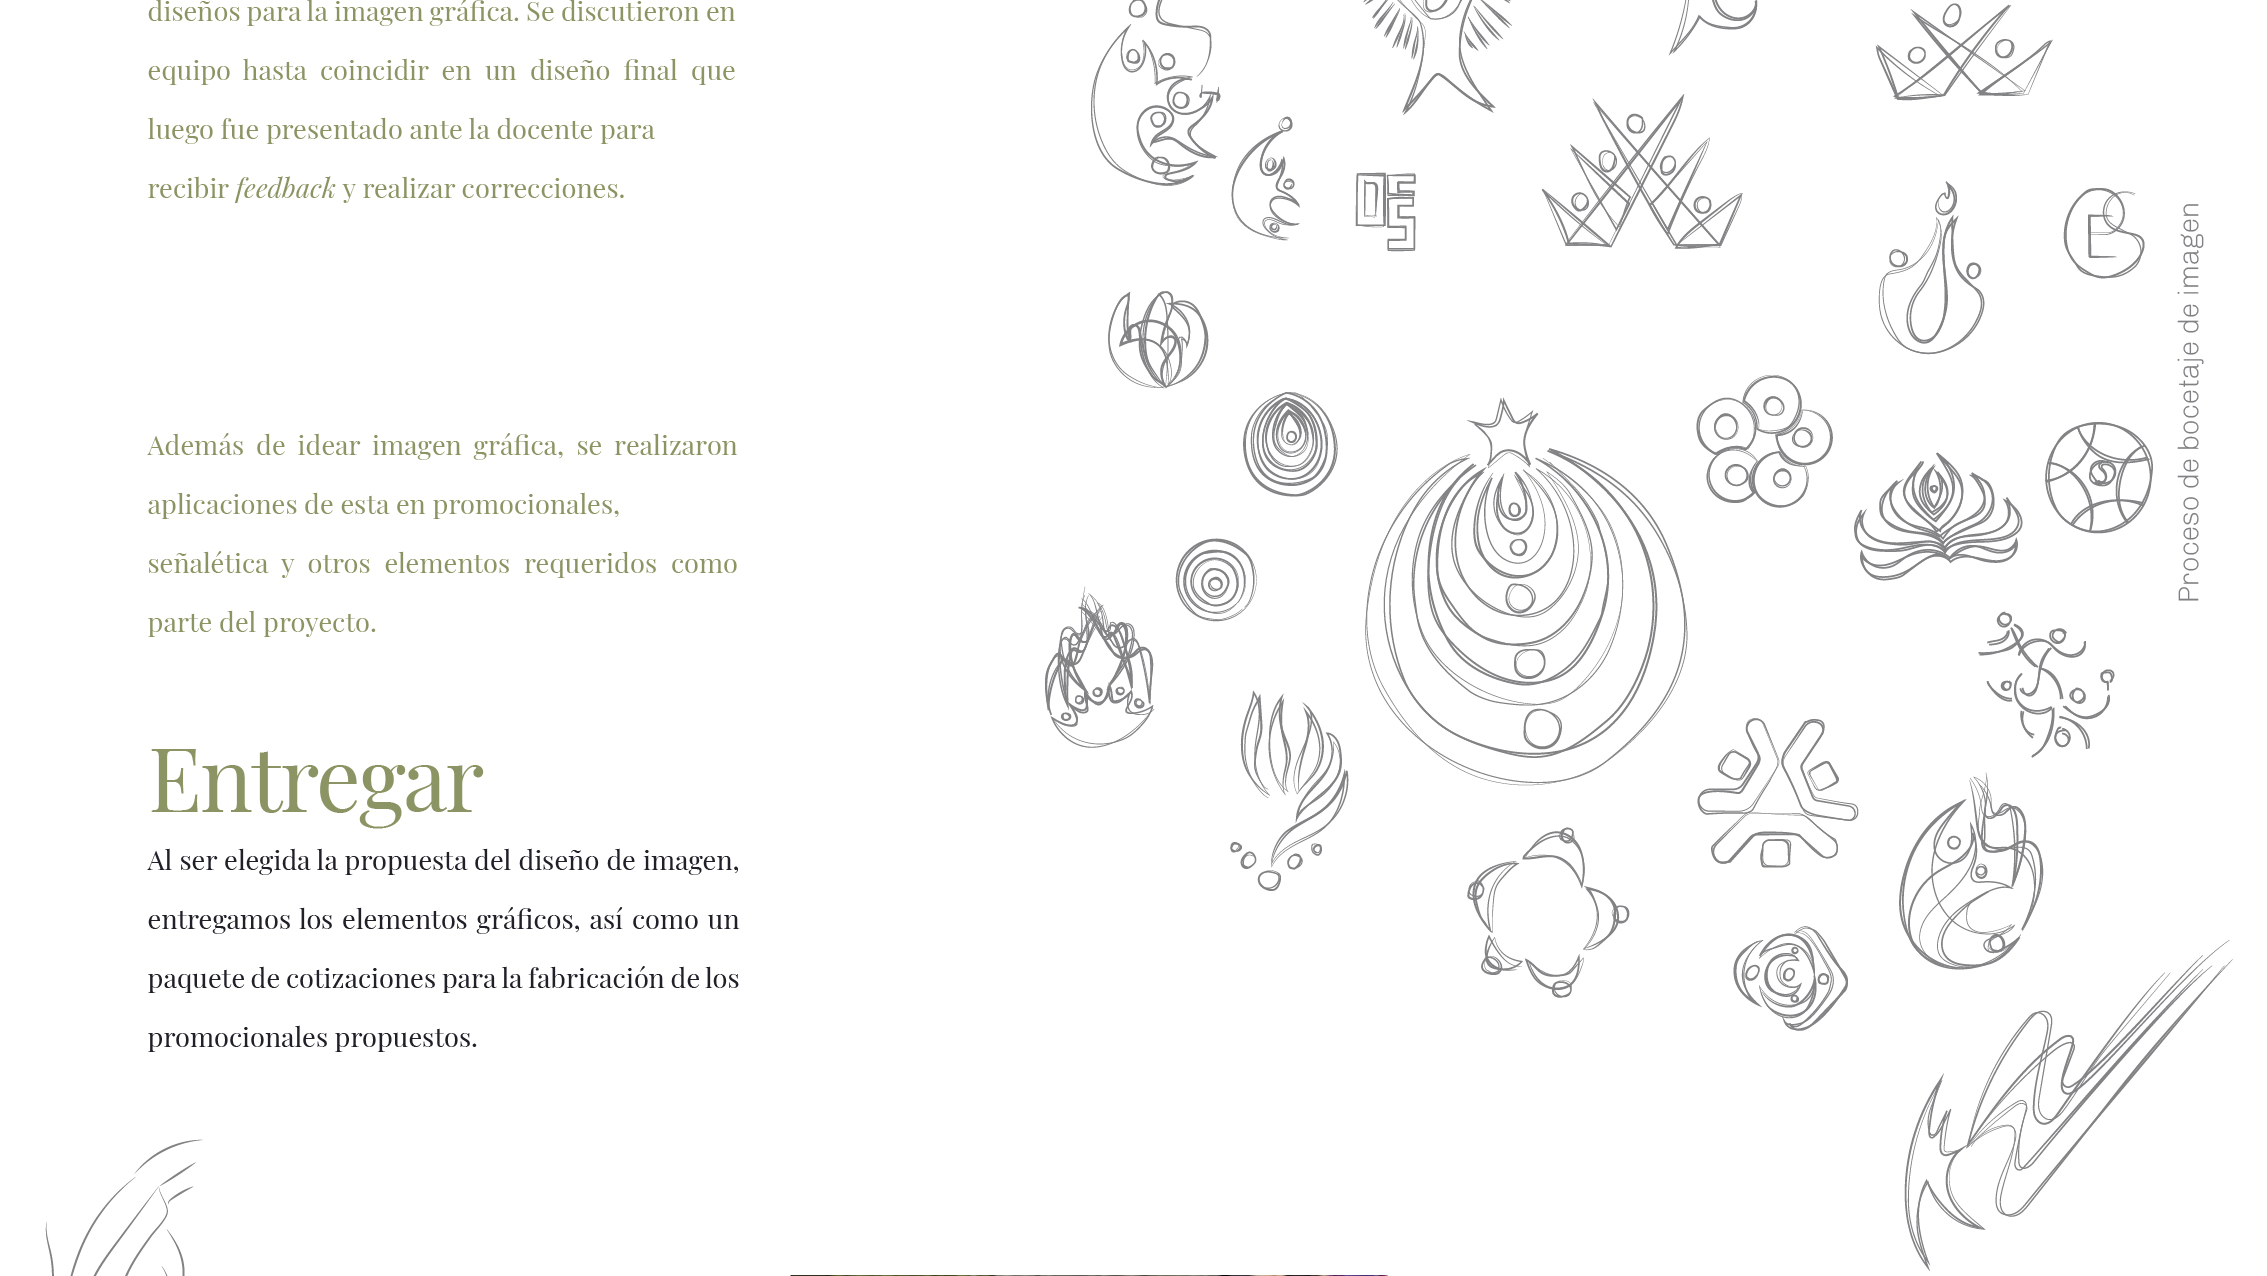 diseños para la imagen gráfica. Se discutieron en
equipo hasta coincidir en un diseño final que
luego fue presentado ante la docente para
recibir feedback y realizar correcciones.
Además de idear imagen gráfica, se realizaron
aplicaciones de esta en promocionales,
señalética y otros elementos requeridos como
parte del proyecto.
Entregar
Al ser elegida la propuesta del diseño de imagen,
entregamos los elementos gráficos, así como un
paquete de cotizaciones para la fabricación de los
promocionales propuestos.
Proceso de bocetaje de imagen